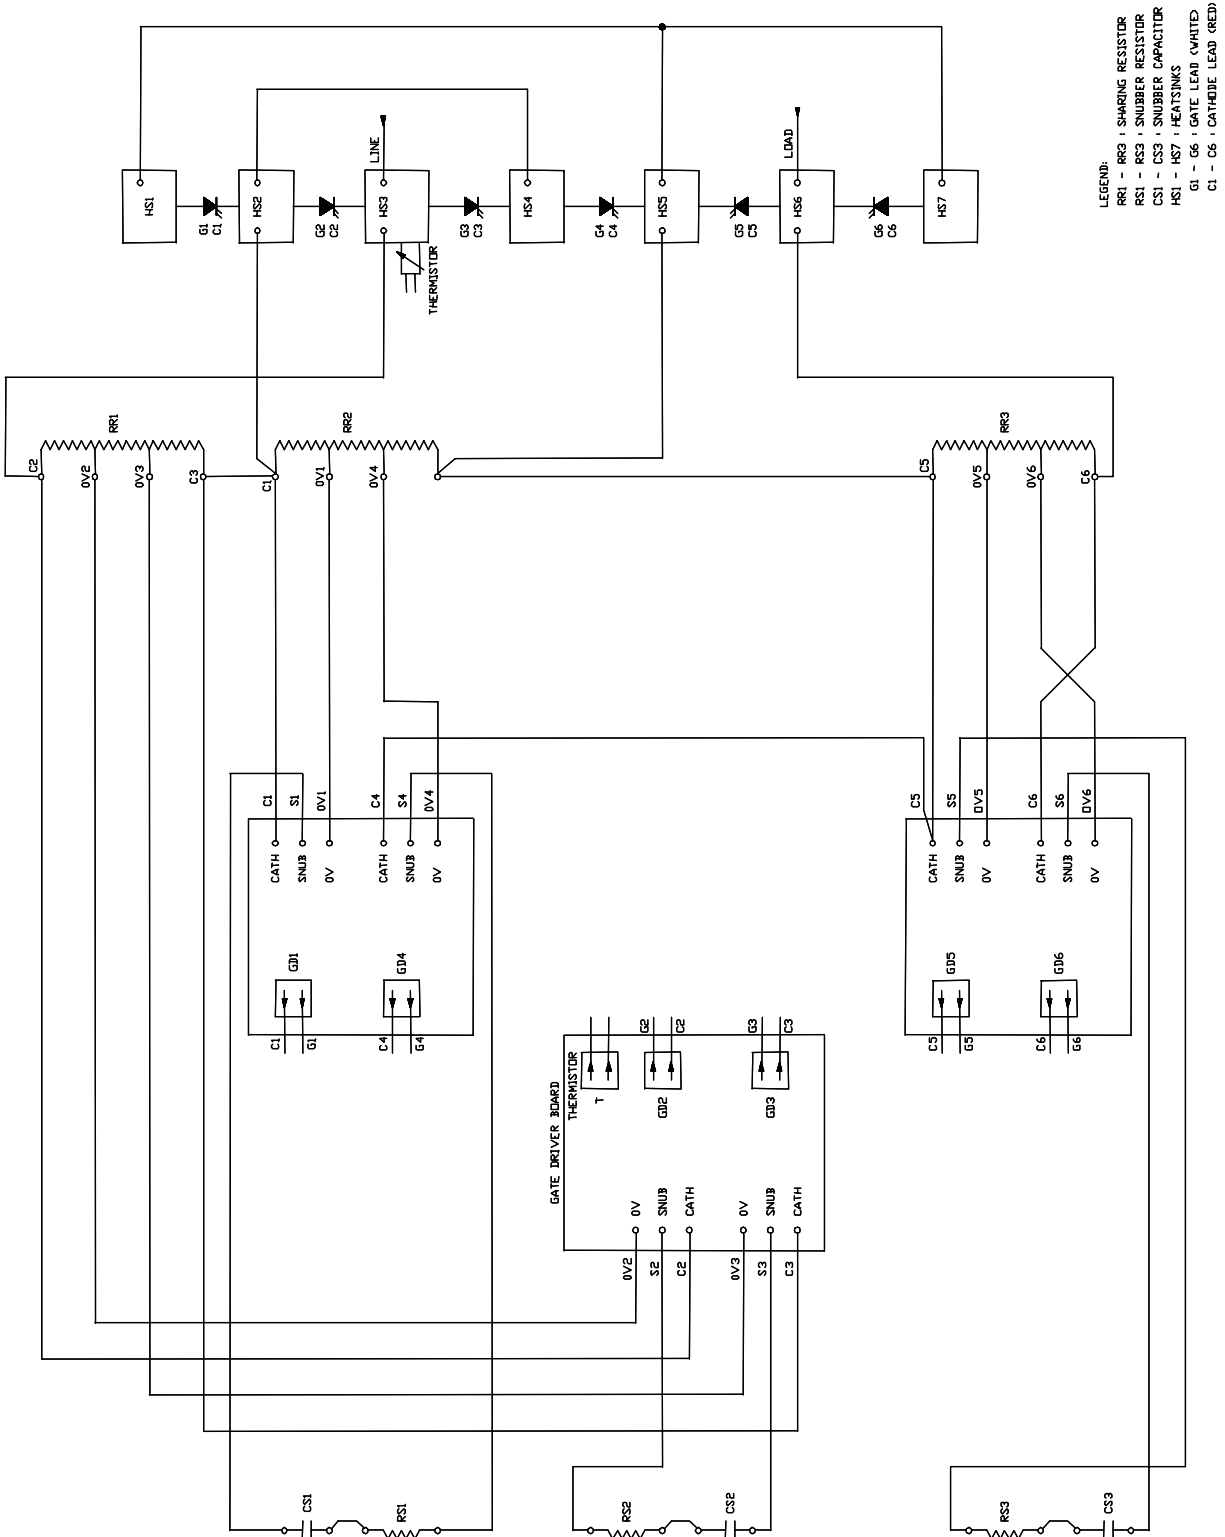 LEGEND:
RR1 - RR3 : SHARING RESISTOR
RS1 - RS3 : SNUBBER RESISTOR
CS1 - CS3 : SNUBBER CAPACITOR
HS1 - HS7 : HEATSINKS
G1 - G6 : GATE LEAD (WHITE)
C1 - C6 : CATHODE LEAD (RED)
LINE
LOAD
HS1
HS2
HS3
HS4
HS5
HS6
HS7
G1
C1
G2
C2
G3
C3
G4
C4
G5
C5
G6
C6
THERMISTOR
RR1
RR2
RR3
C2
0V2
0V3
C3
C1
0V1
0V4
C5
0V5
0V6
C6
C1
S1
0V1
C4
S4
0V4
C5
S5
0V5
C6
S6
0V6
CATH
SNUB
0V
CATH
SNUB
0V
CATH
SNUB
0V
CATH
SNUB
0V
GD1
GD4
GD5
GD6
C1
G1
C4
G4
C5
G5
C6
G6
GATE DRIVER BOARD
THERMISTOR
G2
C2
G3
C3
T
GD2
GD3
0V
SNUB
CATH
0V
SNUB
CATH
0V2
S2
C2
0V3
S3
C3
CS1
RS1
RS2
CS2
RS3
CS3